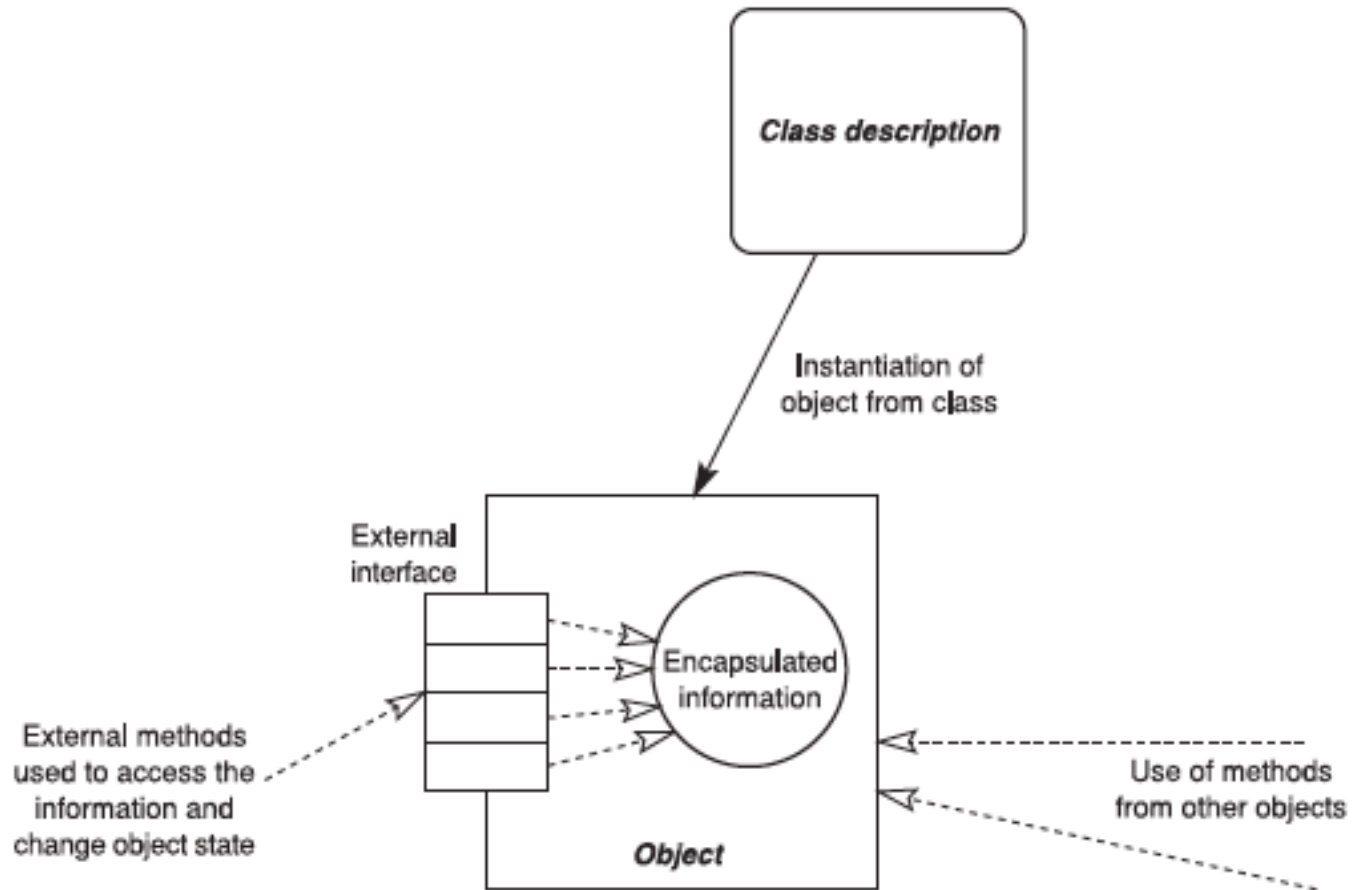 Class description
Instantiation of
object from class
External
interface
Encapsulated
information
External methods
used to access the
information and
change object state
Use of methods
from other objects
Object